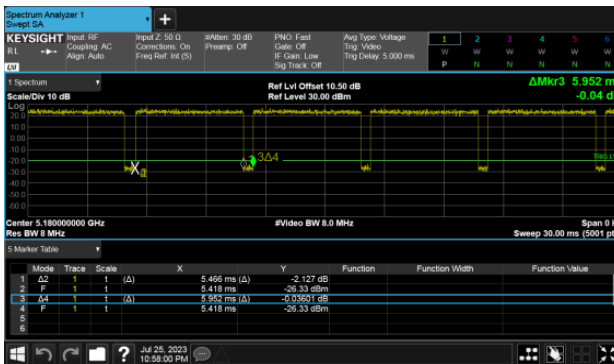 Spectrum Analyzer 1
Swept SA
KEYSIGHT Input: RF Input Z: 50 Ω #Atten: 30 dB PNO: Fast Avg Type: Voltage 1 2 3 4 5 6
RL Coupling: AC Corrections: On Preamp: Off Gate: Off Trig: Video W W W W W W
Align: Auto Freq Ref: Int (S) IF Gain: Low Trig Delay: 5.000 ms P N N N N N
Sig Track: Off
LXI
1 Spectrum Ref Lvl Offset 10.50 dB ΔMkr3 5.952 m
Scale/Div 10 dB Ref Level 30.00 dBm -0.04 d
Log
20.0
10.0
0.00
-10.0
-20.0 3Δ4
-30.0
-40.0
-50.0
-60.0
Center 5.180000000 GHz #Video BW 8.0 MHz Span 0 H
Res BW 8 MHz Sweep 30.00 ms (5001 pt
5 Marker Table
Mode Trace Scale X Y Function Function Width Function Value
1 Δ2 1 t (Δ) 5.466 ms (Δ) -2.127 dB
2 F 1 t 5.418 ms -26.33 dBm
3 Δ4 1 t (Δ) 5.952 ms (Δ) -0.03601 dB
4 F 1 t 5.418 ms -26.33 dBm
5
6
? Jul 25, 2023
10:58:00 PM